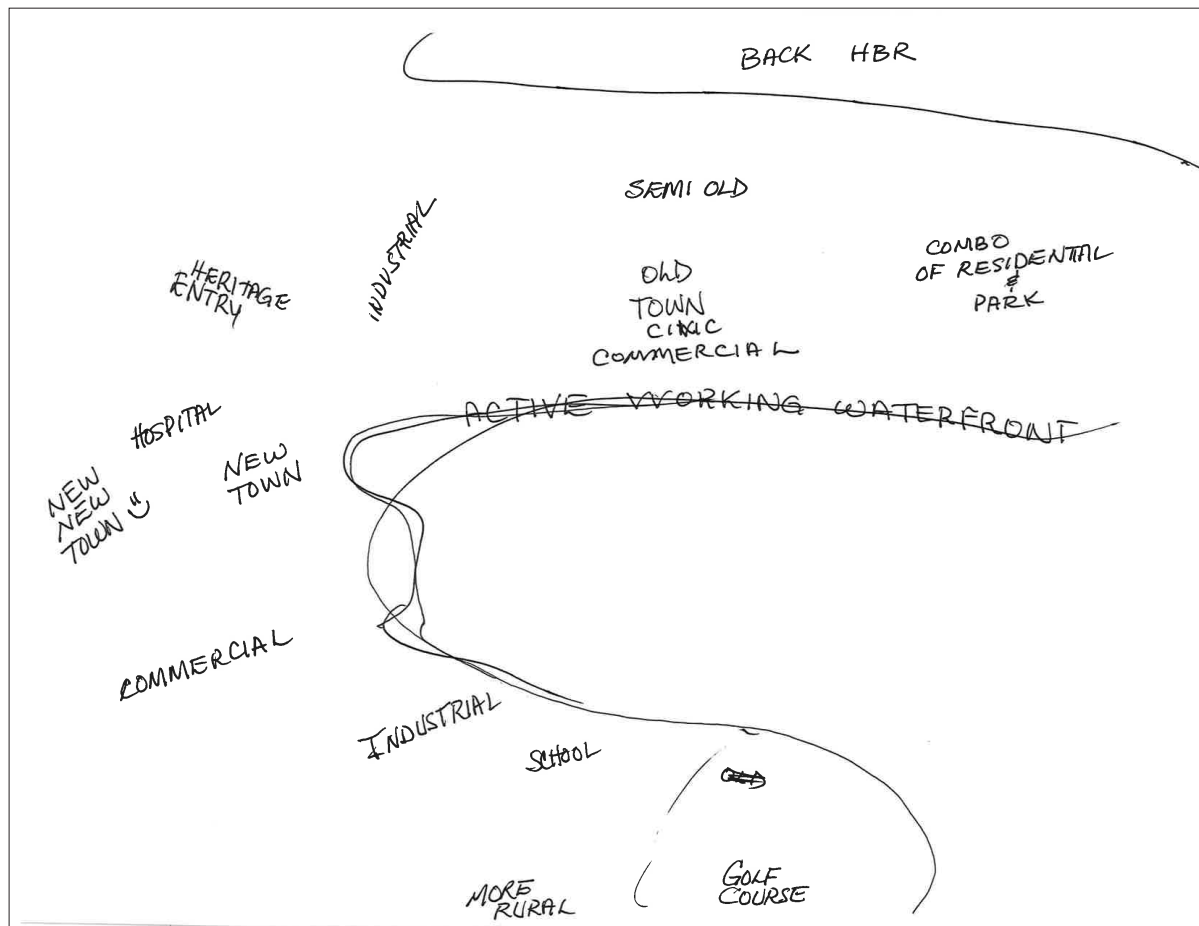 BACK HBR
SEMI OLD
INDUSTRIAL
HERITAGE
ENTRY
OLD
TOWN
CIVIC
COMMERCIAL
COMBO
OF RESIDENTIAL
&
PARK
ACTIVE WORKING WATERFRONT
HOSPITAL
NEW
TOWN
NEW
NEW
TOWN
COMMERCIAL
INDUSTRIAL
SCHOOL
GOLF
COURSE
MORE
RURAL